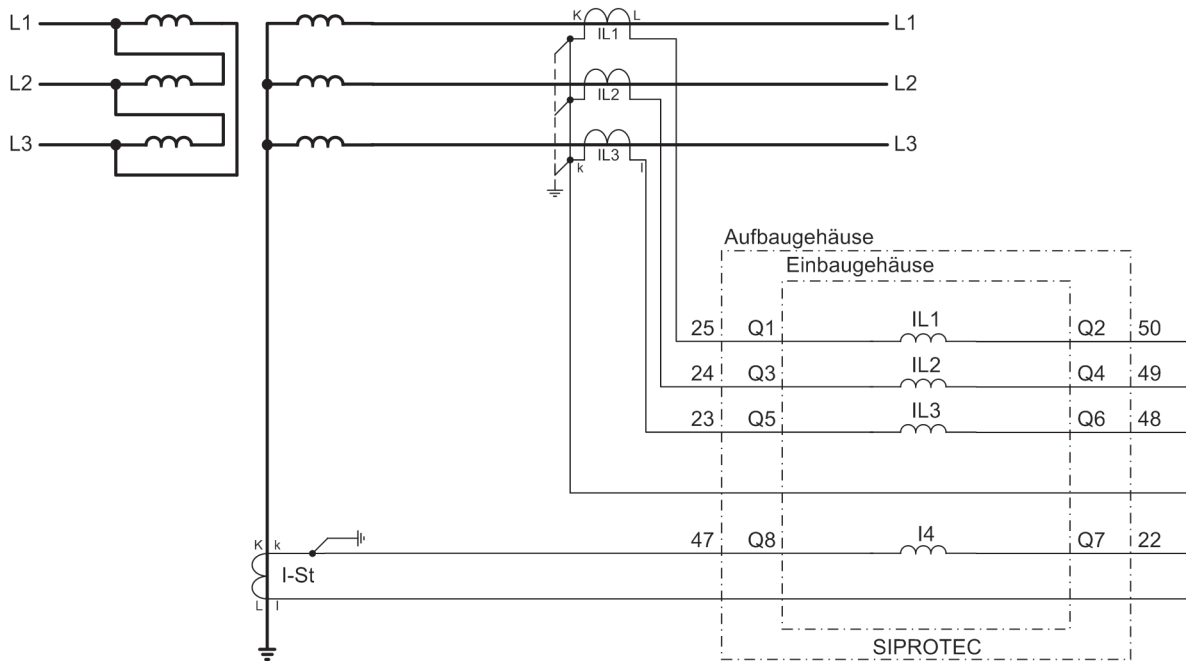 L1
K L
L1
IL1
L2
IL2
L2
L3
IL3
L3
k l
Aufbaugehäuse
Einbaugehäuse
25 Q1 IL1 Q2 50
24 Q3 IL2 Q4 49
23 Q5 IL3 Q6 48
47 Q8 I4 Q7 22
K k
I-St
L l
SIPROTEC